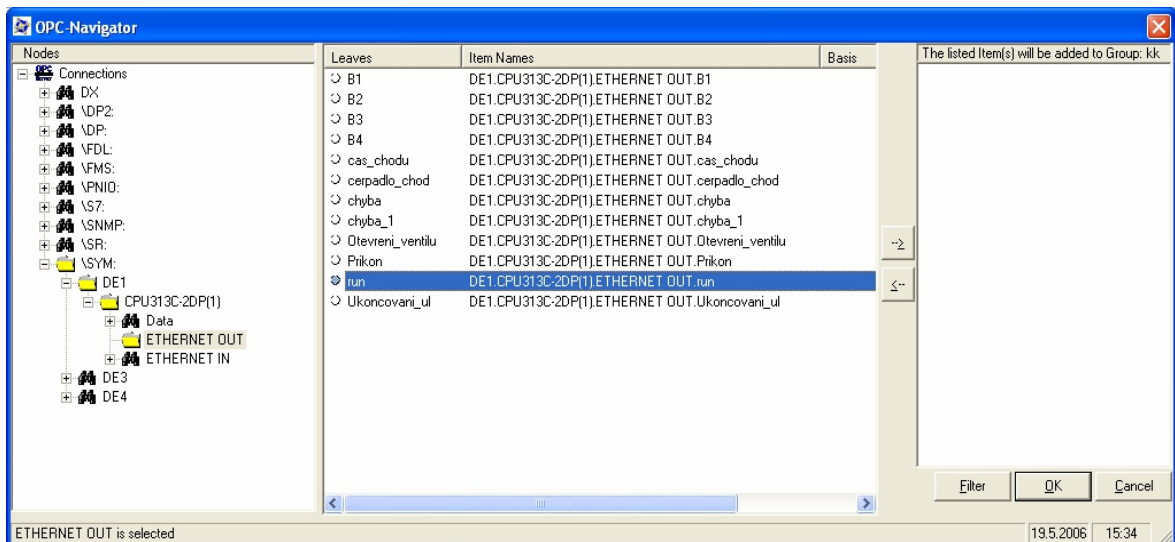 OPC-Navigator
Nodes
Connections
DX
\DP2:
\DP:
\FDL:
\FMS:
\PNIO:
\S7:
\SNMP:
\SR:
\SYM:
DE1
CPU313C-2DP(1)
Data
ETHERNET OUT
ETHERNET IN
DE3
DE4
Leaves Item Names Basis
B1 DE1.CPU313C-2DP(1).ETHERNET OUT.B1
B2 DE1.CPU313C-2DP(1).ETHERNET OUT.B2
B3 DE1.CPU313C-2DP(1).ETHERNET OUT.B3
B4 DE1.CPU313C-2DP(1).ETHERNET OUT.B4
cas_chodu DE1.CPU313C-2DP(1).ETHERNET OUT.cas_chodu
cerpadlo_chod DE1.CPU313C-2DP(1).ETHERNET OUT.cerpadlo_chod
chyba DE1.CPU313C-2DP(1).ETHERNET OUT.chyba
chyba_1 DE1.CPU313C-2DP(1).ETHERNET OUT.chyba_1
Otevreni_ventilu DE1.CPU313C-2DP(1).ETHERNET OUT.Otevreni_ventilu
Prikon DE1.CPU313C-2DP(1).ETHERNET OUT.Prikon
run DE1.CPU313C-2DP(1).ETHERNET OUT.run
Ukoncovani_ul DE1.CPU313C-2DP(1).ETHERNET OUT.Ukoncovani_ul
-->
<--
The listed Item(s) will be added to Group: kk
Filter OK Cancel
ETHERNET OUT is selected 19.5.2006 15:34